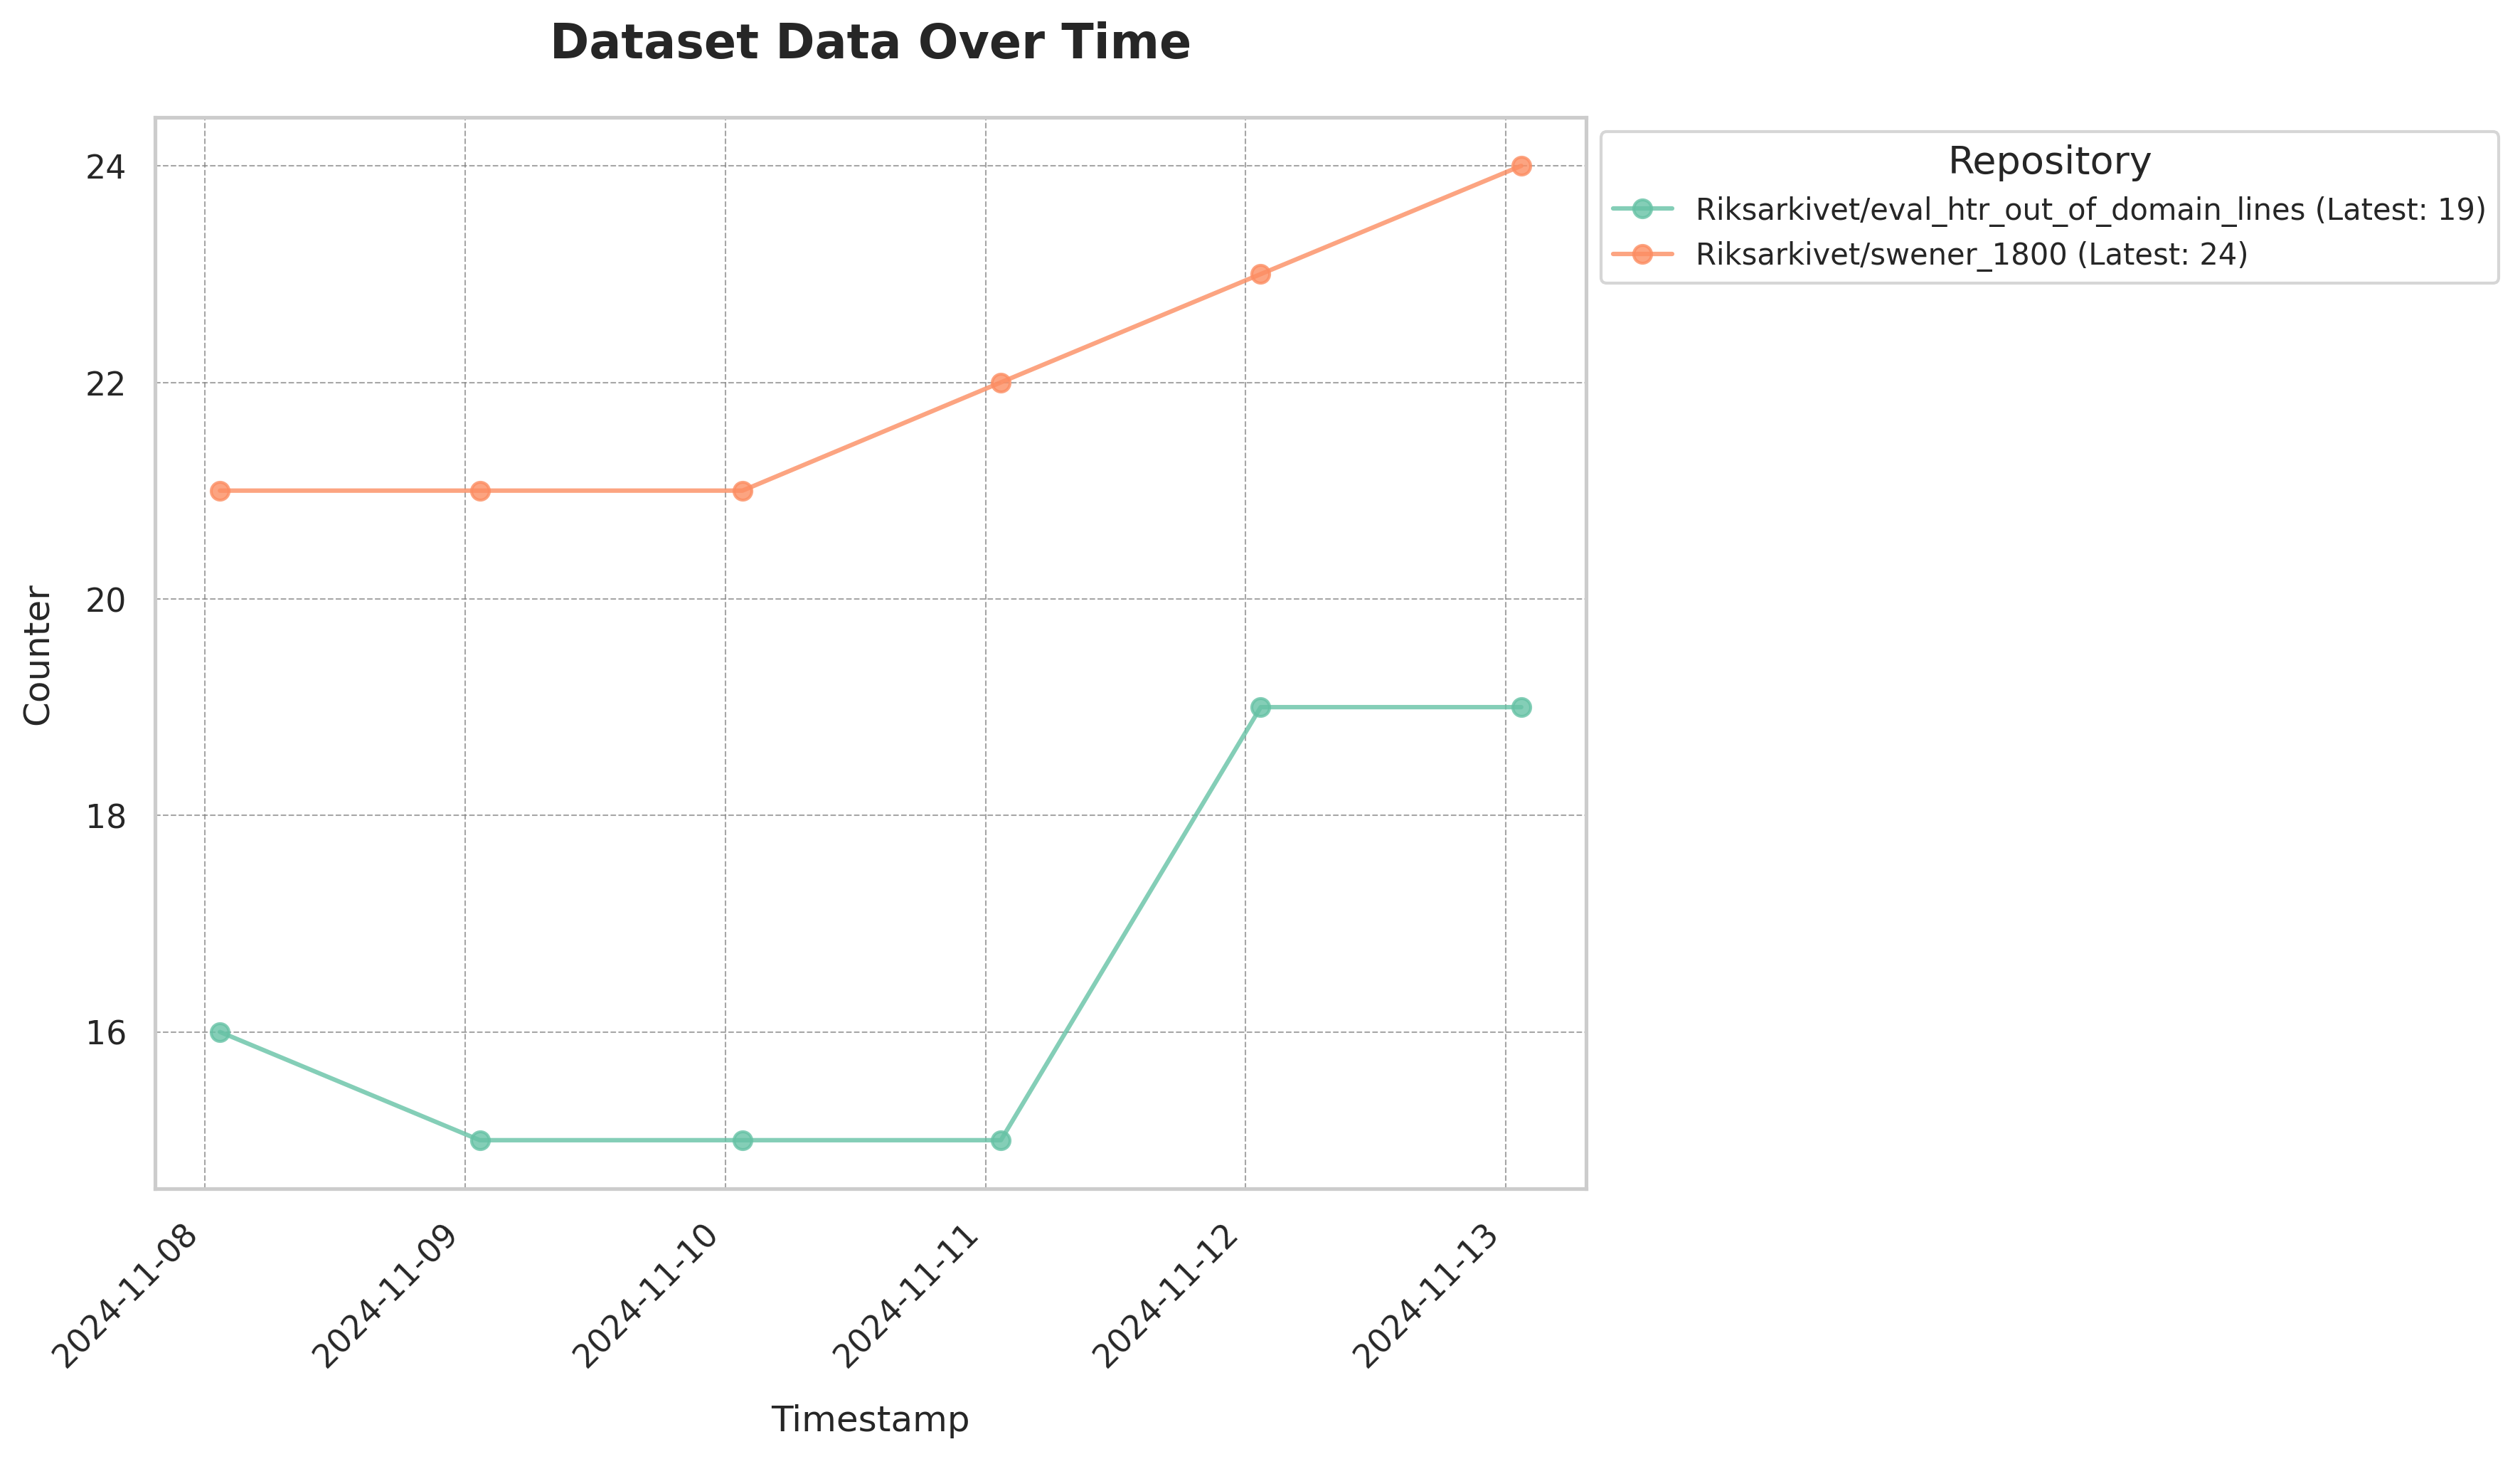 Dataset Data Over Time
Repository
Riksarkivet/eval_htr_out_of_domain_lines (Latest: 19)
Riksarkivet/swener_1800 (Latest: 24)
24
22
20
18
16
Counter
2024-11-08
2024-11-09
2024-11-10
2024-11-11
2024-11-12
2024-11-13
Timestamp